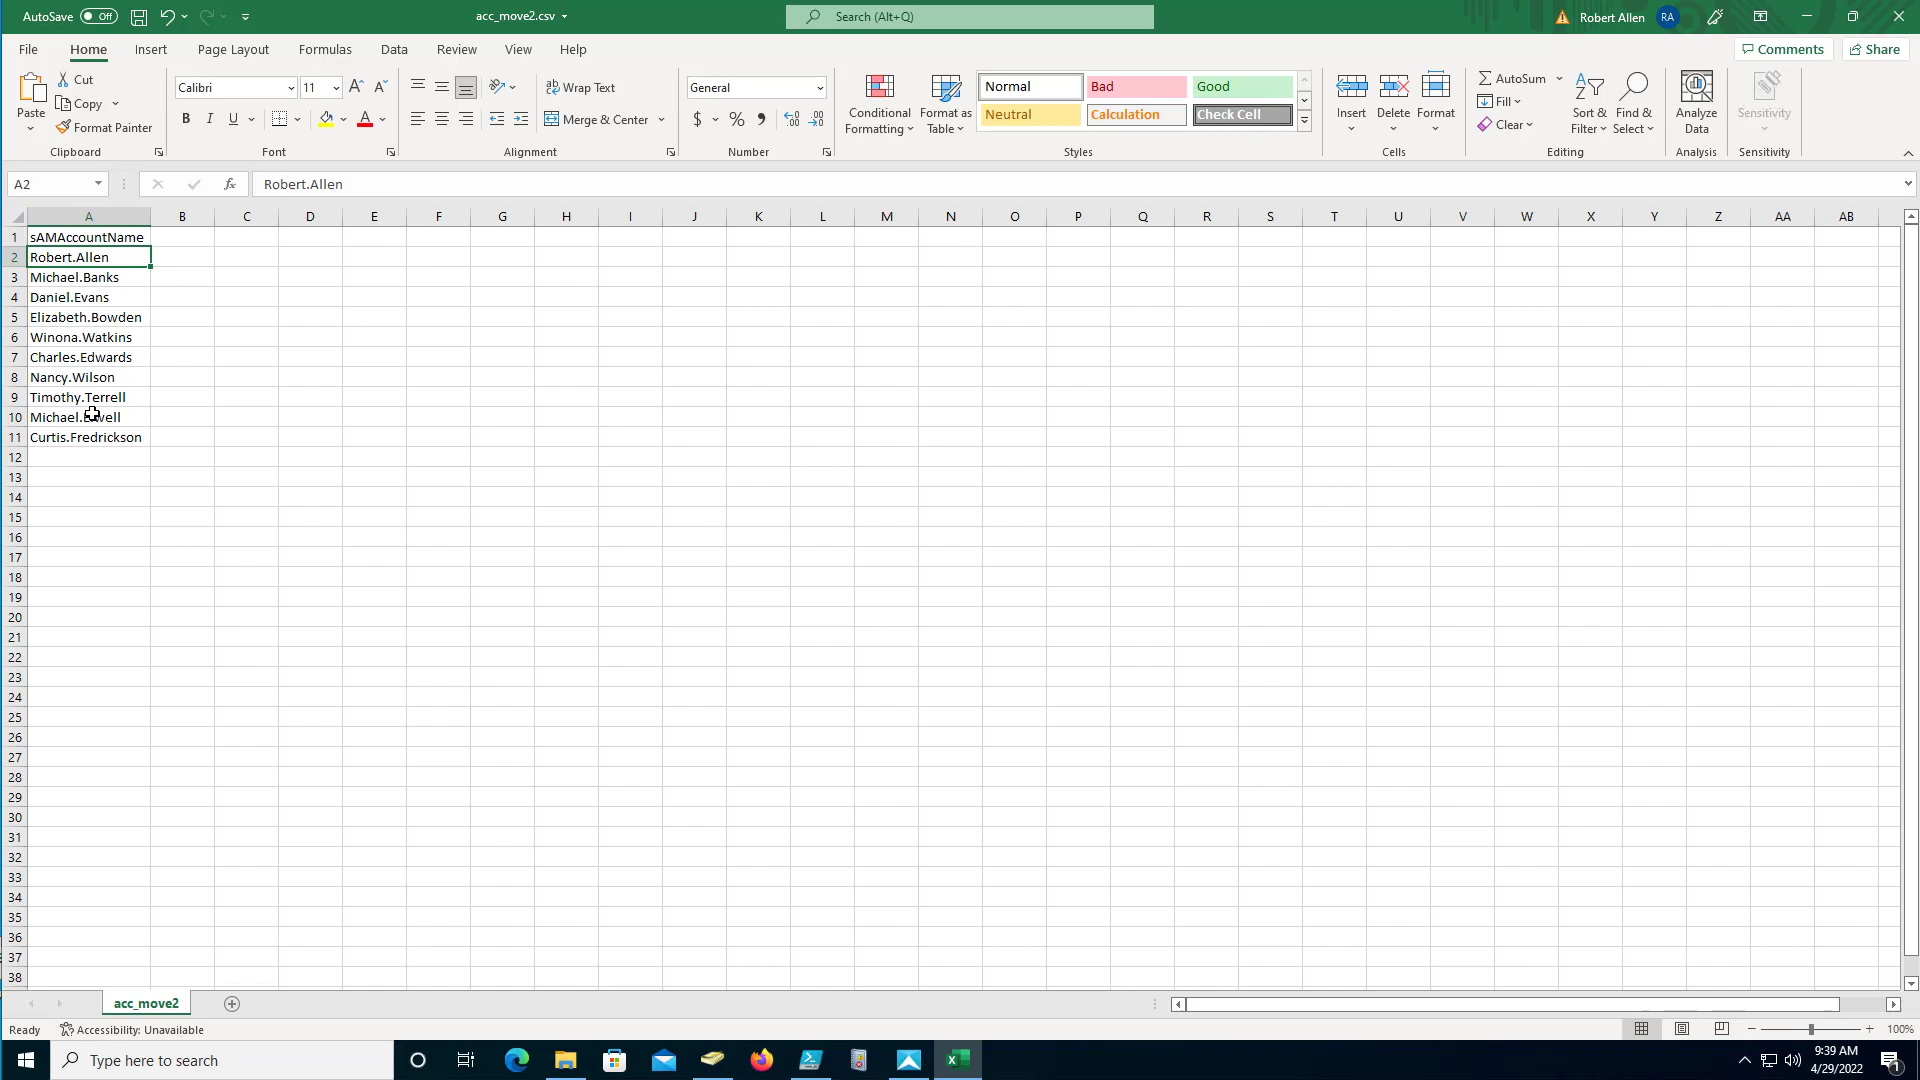 AutoSave Off acc_move2.csv Search (Alt+Q) Robert Allen RA
File Home Insert Page Layout Formulas Data Review View Help Comments Share
Paste Cut Copy Format Painter Clipboard
Calibri 11 B I U Font
Wrap Text Merge & Center Alignment
General $ % Number
Conditional Formatting Format as Table Normal Bad Good Neutral Calculation Check Cell Styles
Insert Delete Format Cells
AutoSum Fill Clear Sort & Filter Find & Select Editing
Analyze Data Analysis
Sensitivity Sensitivity
A2 fx Robert.Allen
A B C D E F G H I J K L M N O P Q R S T U V W X Y Z AA AB
1 sAMAccountName
2 Robert.Allen
3 Michael.Banks
4 Daniel.Evans
5 Elizabeth.Bowden
6 Winona.Watkins
7 Charles.Edwards
8 Nancy.Wilson
9 Timothy.Terrell
10
11 Curtis.Fredrickson
12
13
14
15
16
17
18
19
20
21
22
23
24
25
26
27
28
29
30
31
32
33
34
35
36
37
38
acc_move2
Ready Accessibility: Unavailable 100%
Type here to search 9:39 AM
4/29/2022 1